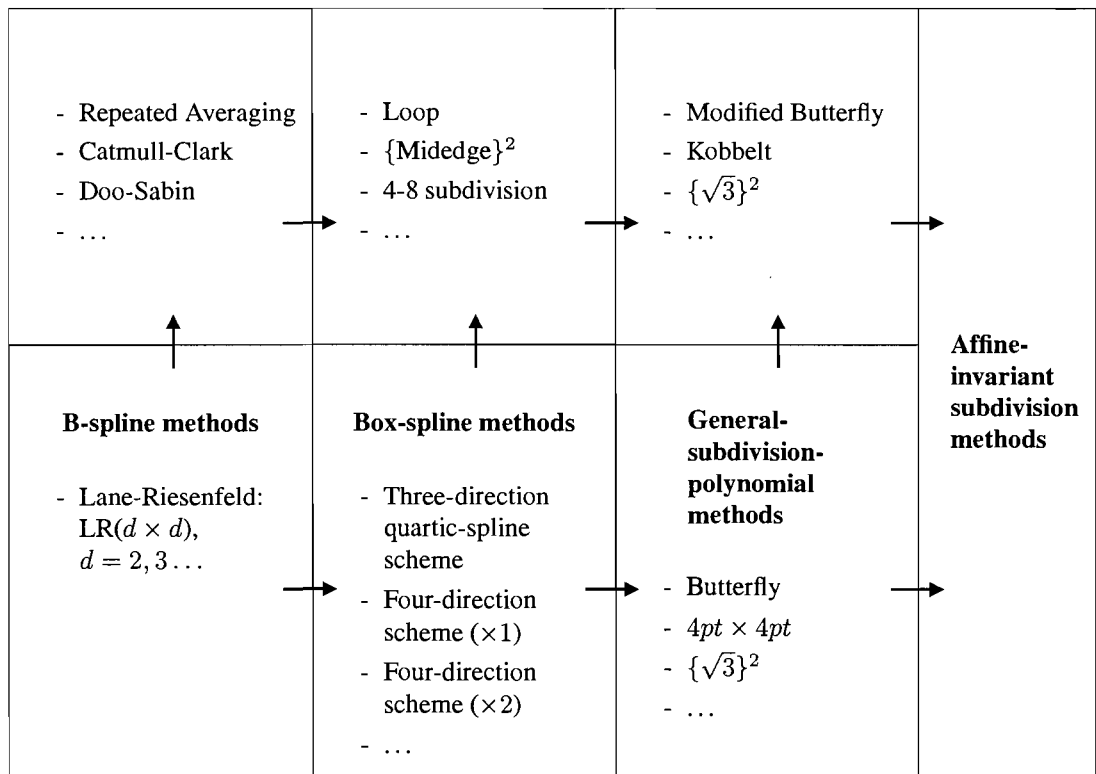 - Repeated Averaging
- Catmull-Clark
- Doo-Sabin
- ...
- Loop
- {Midedge}²
- 4-8 subdivision
- ...
- Modified Butterfly
- Kobbelt
- {√3}²
- ...
B-spline methods
- Lane-Riesenfeld:
LR(d × d),
d = 2, 3 ...
Box-spline methods
- Three-direction
quartic-spline
scheme
- Four-direction
scheme (×1)
- Four-direction
scheme (×2)
- ...
General-
subdivision-
polynomial
methods
- Butterfly
- 4pt × 4pt
- {√3}²
- ...
Affine-
invariant
subdivision
methods